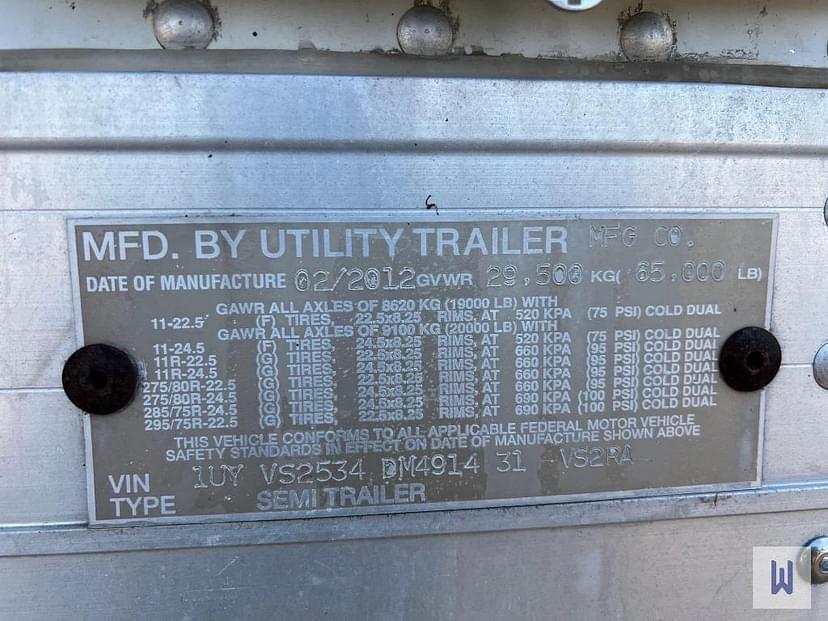 MFD. BY UTILITY TRAILER MFG CO.
DATE OF MANUFACTURE 02/2012 GVWR 29,500 KG( 65,000 LB)
GAWR ALL AXLES OF 8620 KG (19000 LB) WITH
11-22.5 (F) TIRES, 22.5x8.25 RIMS, AT 520 KPA (75 PSI) COLD DUAL
GAWR ALL AXLES OF 9100 KG (20000 LB) WITH
11-24.5 (F) TIRES, 24.5x8.25 RIMS, AT 520 KPA (75 PSI) COLD DUAL
11R-22.5 (G) TIRES, 22.5x8.25 RIMS, AT 660 KPA (95 PSI) COLD DUAL
11R-24.5 (G) TIRES, 24.5x8.25 RIMS, AT 660 KPA (95 PSI) COLD DUAL
275/80R-22.5 (G) TIRES, 22.5x8.25 RIMS, AT 660 KPA (95 PSI) COLD DUAL
275/80R-24.5 (G) TIRES, 24.5x8.25 RIMS, AT 660 KPA (95 PSI) COLD DUAL
285/75R-24.5 (G) TIRES, 24.5x8.25 RIMS, AT 690 KPA (100 PSI) COLD DUAL
295/75R-22.5 (G) TIRES, 22.5x8.25 RIMS, AT 690 KPA (100 PSI) COLD DUAL
THIS VEHICLE CONFORMS TO ALL APPLICABLE FEDERAL MOTOR VEHICLE
SAFETY STANDARDS IN EFFECT ON DATE OF MANUFACTURE SHOWN ABOVE
VIN 1UY VS2534 DM4914 31 VS2RA
TYPE SEMI TRAILER
W